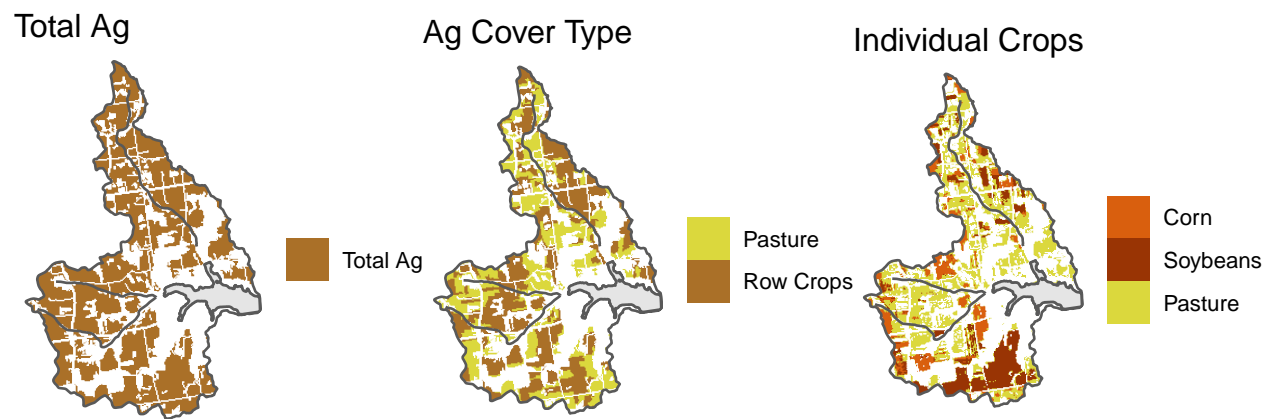 Total Ag
Ag Cover Type
Individual Crops
Total Ag
Pasture
Row Crops
Corn
Soybeans
Pasture